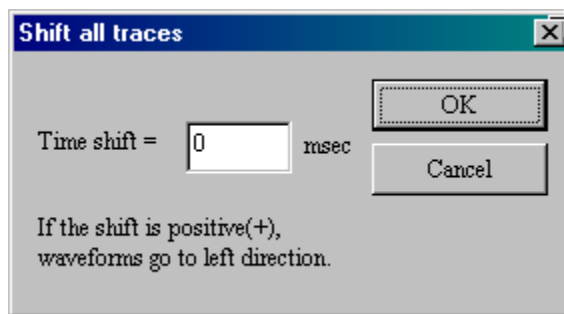 Shift all traces
OK
Time shift = 0 msec
Cancel
If the shift is positive(+),
waveforms go to left direction.